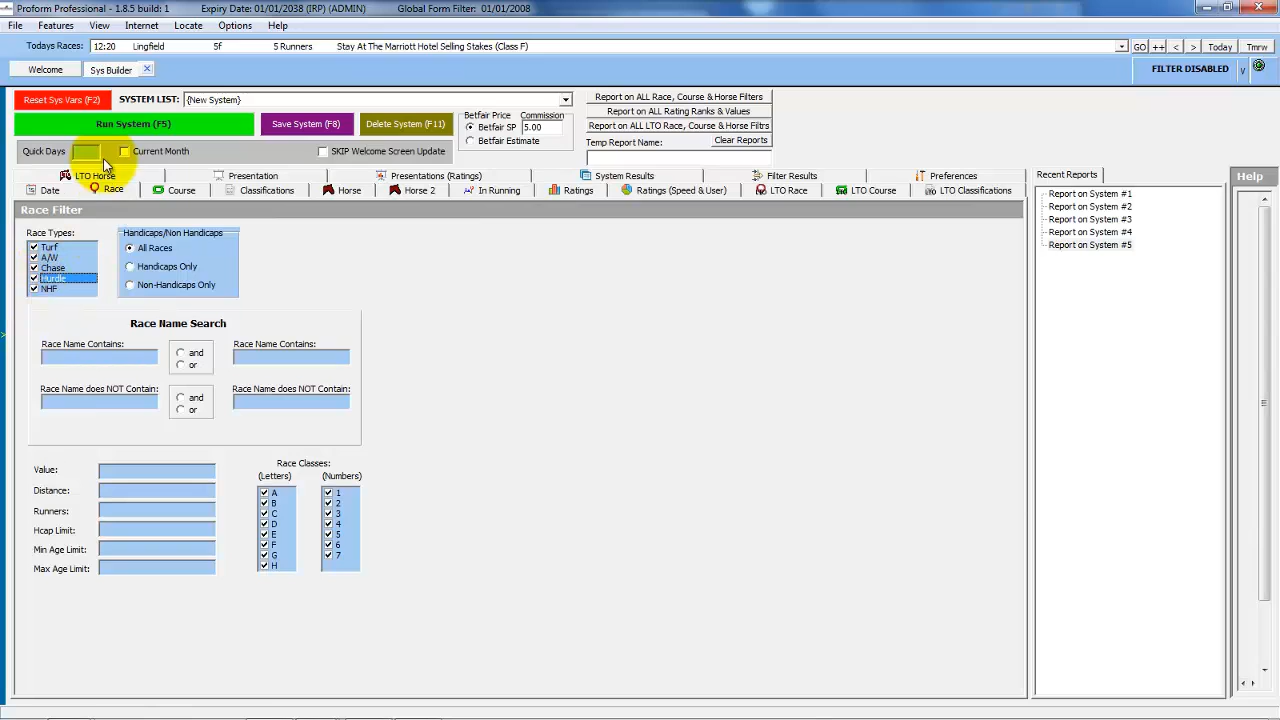 Proform Professional - 1.8.5 build: 1 Expiry Date: 01/01/2038 (IRP) (ADMIN) Global Form Filter: 01/01/2008
File Features View Internet Locate Options Help
Todays Races: 12:20 Lingfield 5f 5 Runners Stay At The Marriott Hotel Selling Stakes (Class F) GO ++ < > Today Tmrw
Welcome Sys Builder FILTER DISABLED v
Reset Sys Vars (F2) SYSTEM LIST: {New System} Report on ALL Race, Course & Horse Filters
Report on ALL Rating Ranks & Values
Run System (F5) Save System (F8) Delete System (F11) Betfair Price Commission Betfair SP 5.00 Report on ALL LTO Race, Course & Horse Filtrs
Betfair Estimate Temp Report Name: Clear Reports
Quick Days Current Month SKIP Welcome Screen Update
LTO Horse Presentation Presentations (Ratings) System Results Filter Results Preferences
Date Race Course Classifications Horse Horse 2 In Running Ratings Ratings (Speed & User) LTO Race LTO Course LTO Classifications
Recent Reports
Help
Report on System #1
Report on System #2
Report on System #3
Report on System #4
Report on System #5
Race Filter
Race Types:
Turf
A/W
Chase
Hurdle
NHF
Handicaps/Non Handicaps
All Races
Handicaps Only
Non-Handicaps Only
Race Name Search
Race Name Contains: and Race Name Contains:
or
Race Name does NOT Contain: and Race Name does NOT Contain:
or
Value:
Distance:
Runners:
Hcap Limit:
Min Age Limit:
Max Age Limit:
Race Classes:
(Letters) (Numbers)
A 1
B 2
C 3
D 4
E 5
F 6
G 7
H